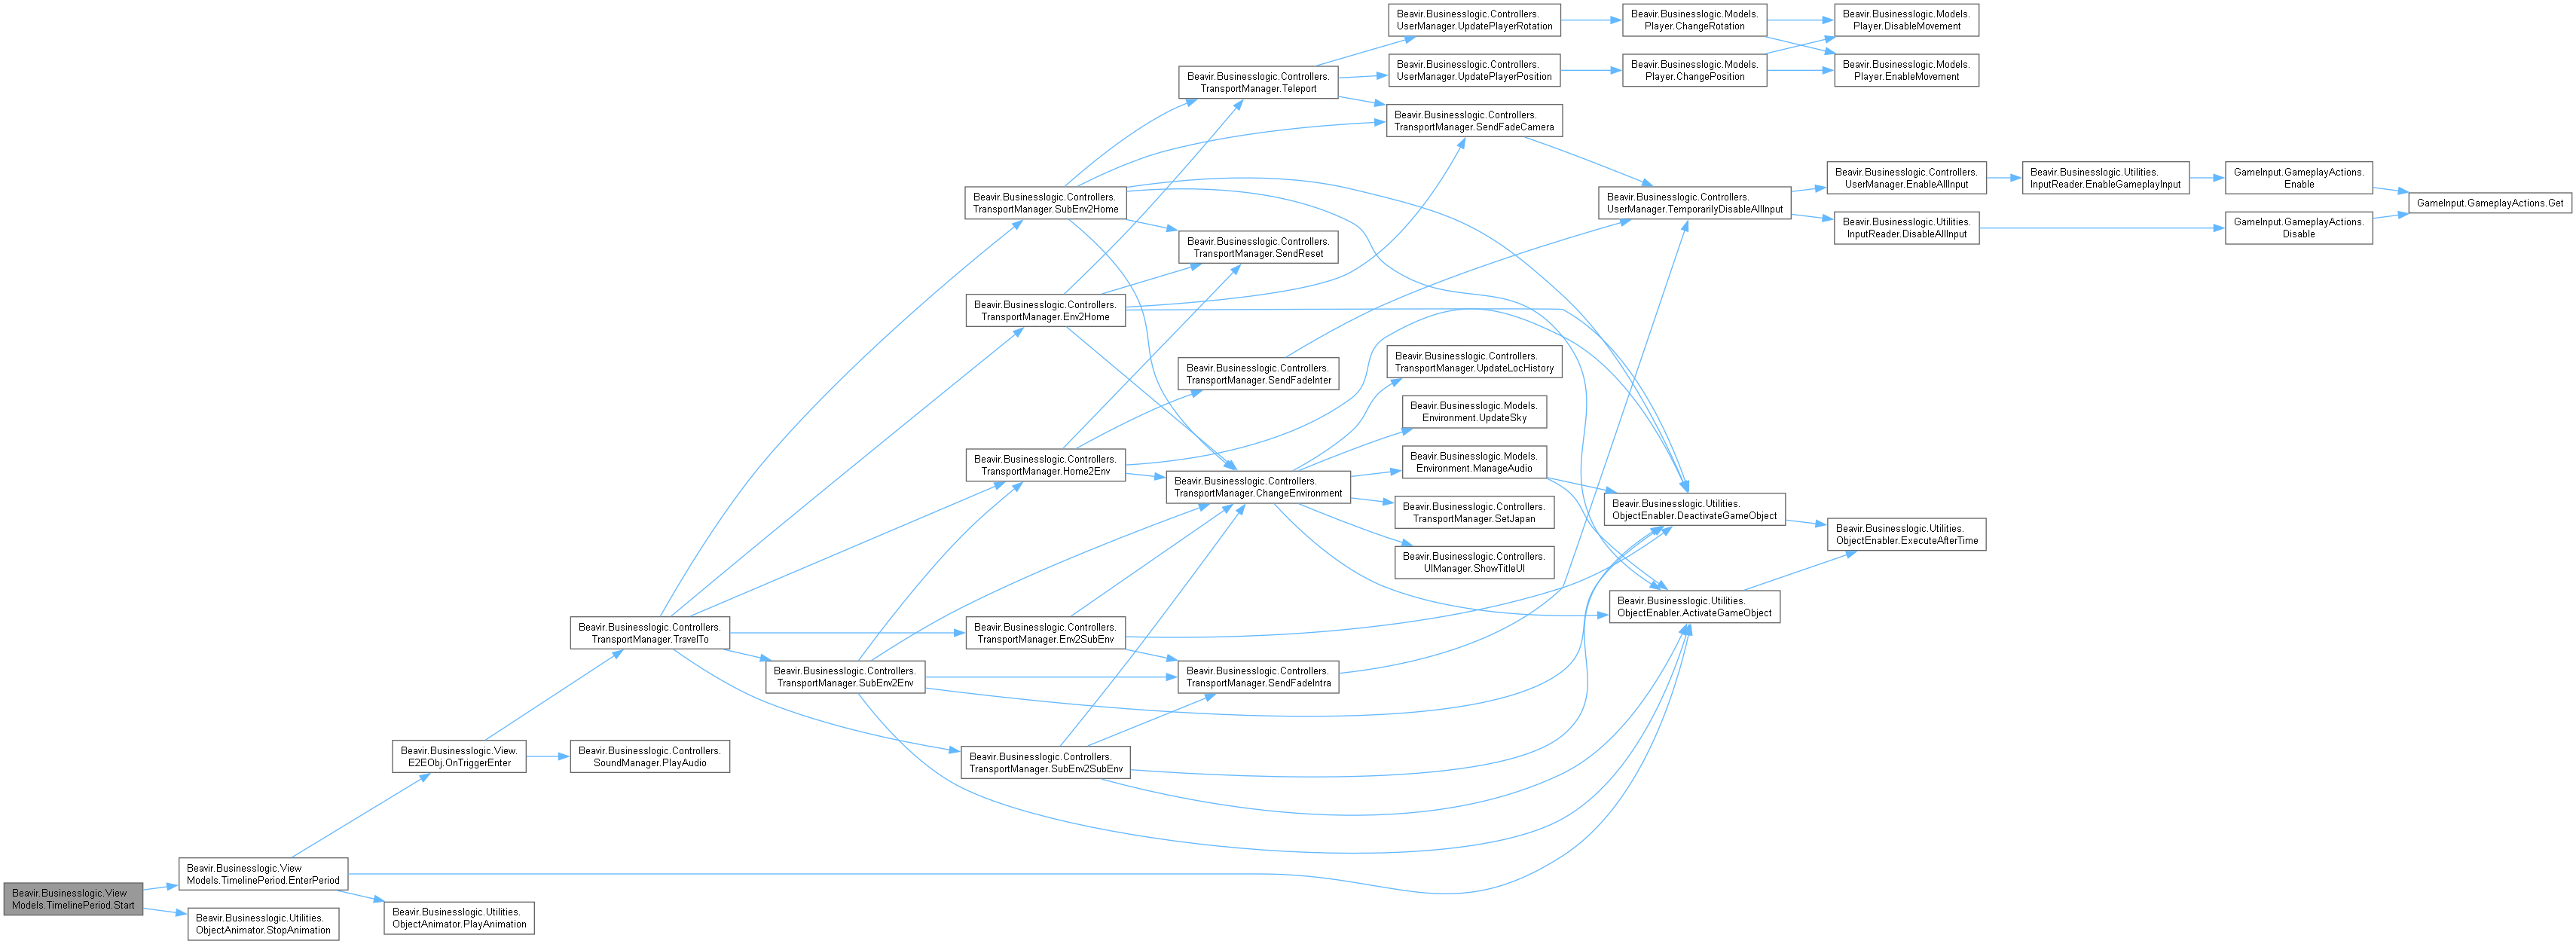 Beavir.Businesslogic.View
Models.TimelinePeriod.Start
Beavir.Businesslogic.View
Models.TimelinePeriod.EnterPeriod
Beavir.Businesslogic.Utilities.
ObjectAnimator.StopAnimation
Beavir.Businesslogic.View.
E2EObj.OnTriggerEnter
Beavir.Businesslogic.Utilities.
ObjectAnimator.PlayAnimation
Beavir.Businesslogic.Controllers.
TransportManager.TravelTo
Beavir.Businesslogic.Controllers.
SoundManager.PlayAudio
Beavir.Businesslogic.Controllers.
TransportManager.SubEnv2Env
Beavir.Businesslogic.Controllers.
TransportManager.SubEnv2Home
Beavir.Businesslogic.Controllers.
TransportManager.Env2Home
Beavir.Businesslogic.Controllers.
TransportManager.Home2Env
Beavir.Businesslogic.Controllers.
TransportManager.Env2SubEnv
Beavir.Businesslogic.Controllers.
TransportManager.SubEnv2SubEnv
Beavir.Businesslogic.Controllers.
TransportManager.Teleport
Beavir.Businesslogic.Controllers.
TransportManager.SendReset
Beavir.Businesslogic.Controllers.
TransportManager.SendFadeInter
Beavir.Businesslogic.Controllers.
TransportManager.ChangeEnvironment
Beavir.Businesslogic.Controllers.
TransportManager.SendFadeIntra
Beavir.Businesslogic.Controllers.
UserManager.UpdatePlayerRotation
Beavir.Businesslogic.Controllers.
UserManager.UpdatePlayerPosition
Beavir.Businesslogic.Controllers.
TransportManager.SendFadeCamera
Beavir.Businesslogic.Controllers.
TransportManager.UpdateLocHistory
Beavir.Businesslogic.Models.
Environment.UpdateSky
Beavir.Businesslogic.Models.
Environment.ManageAudio
Beavir.Businesslogic.Controllers.
TransportManager.SetJapan
Beavir.Businesslogic.Controllers.
UIManager.ShowTitleUI
Beavir.Businesslogic.Models.
Player.ChangeRotation
Beavir.Businesslogic.Models.
Player.ChangePosition
Beavir.Businesslogic.Controllers.
UserManager.TemporarilyDisableAllInput
Beavir.Businesslogic.Utilities.
ObjectEnabler.DeactivateGameObject
Beavir.Businesslogic.Utilities.
ObjectEnabler.ActivateGameObject
Beavir.Businesslogic.Models.
Player.DisableMovement
Beavir.Businesslogic.Models.
Player.EnableMovement
Beavir.Businesslogic.Controllers.
UserManager.EnableAllInput
Beavir.Businesslogic.Utilities.
InputReader.DisableAllInput
Beavir.Businesslogic.Utilities.
ObjectEnabler.ExecuteAfterTime
Beavir.Businesslogic.Utilities.
InputReader.EnableGameplayInput
GameInput.GameplayActions.
Enable
GameInput.GameplayActions.
Disable
GameInput.GameplayActions.Get